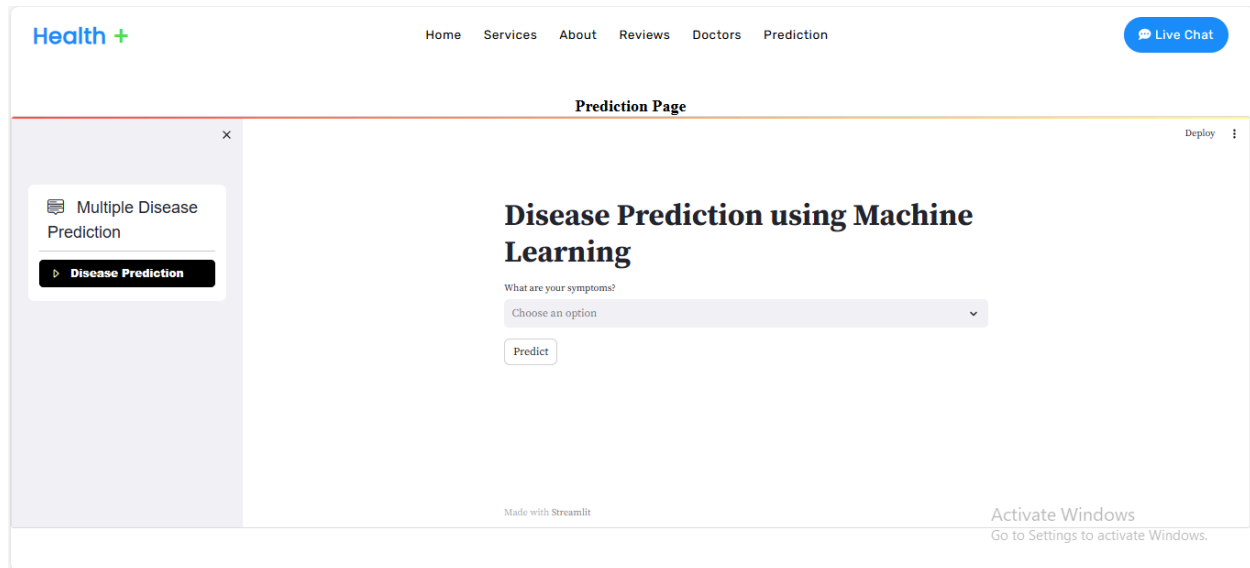 Health +
Home Services About Reviews Doctors Prediction
Live Chat
Prediction Page
Deploy
Multiple Disease
Prediction
Disease Prediction
Disease Prediction using Machine
Learning
What are your symptoms?
Choose an option
Predict
Made with Streamlit
Activate Windows
Go to Settings to activate Windows.